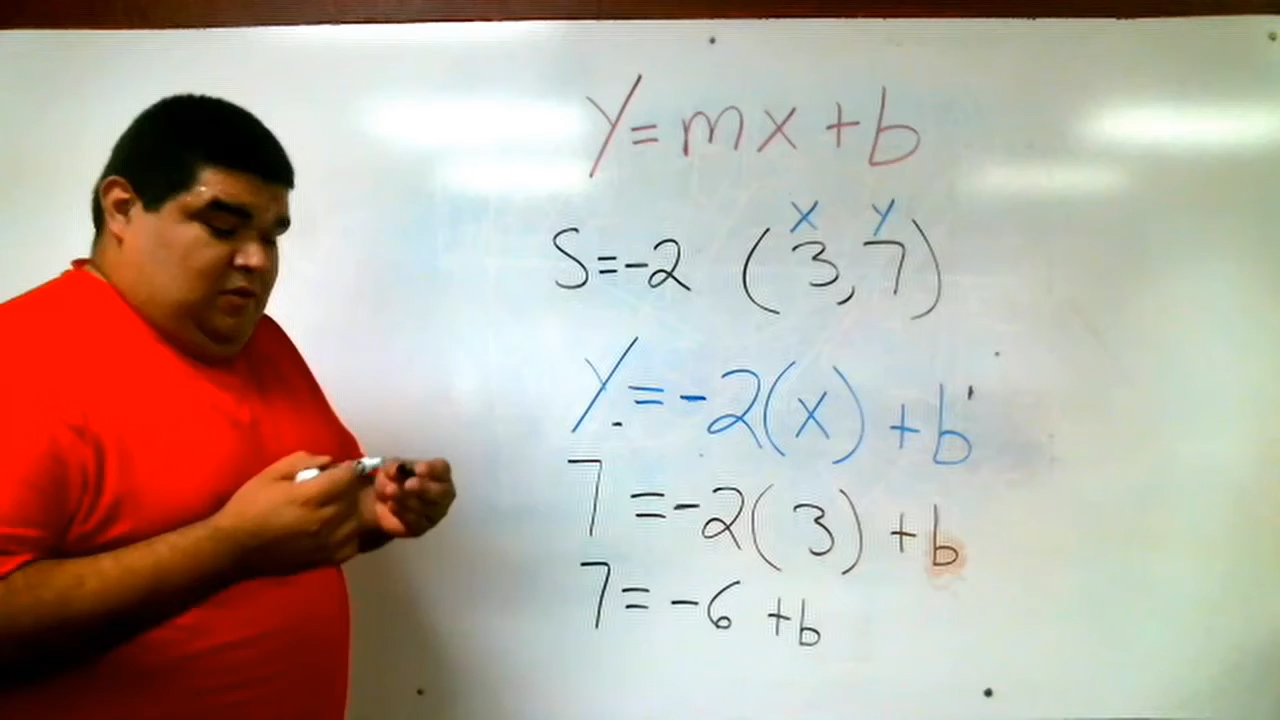 y = mx + b
S = -2 (3, 7)
x y
y = -2(x) + b
7 = -2(3) + b
7 = -6 + b